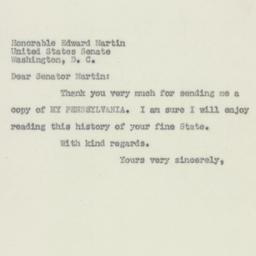 Honorable Edward Martin
United States Senate
Washington, D. C.
Dear Senator Martin:
Thank you very much for sending me a
copy of MY PENNSYLVANIA. I am sure I will enjoy
reading this history of your fine State.
With kind regards.
Yours very sincerely,